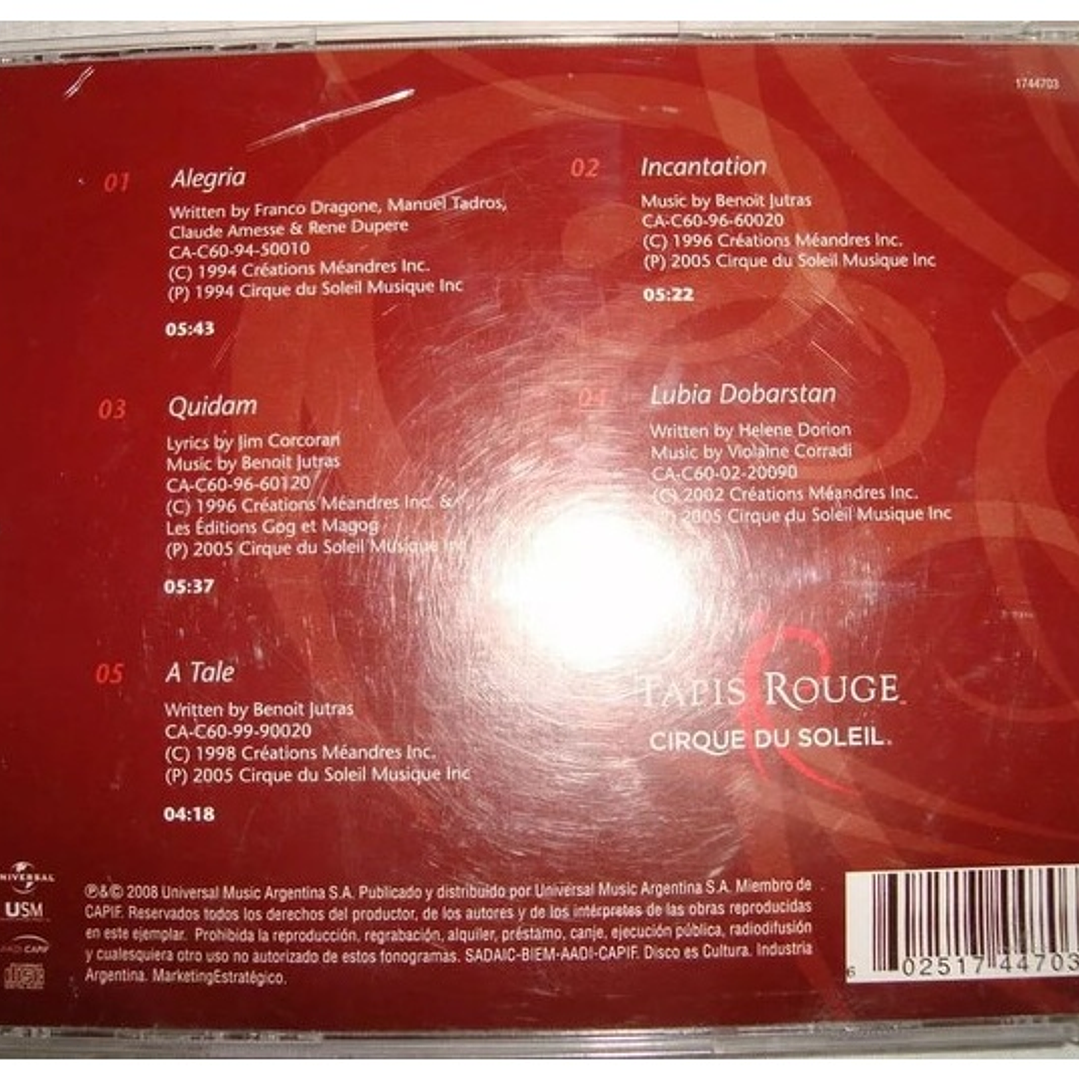 1744703
01 Alegria
Written by Franco Dragone, Manuel Tadros,
Claude Amesse & Rene Dupere
CA-C60-94-50010
(C) 1994 Créations Méandres Inc.
(P) 1994 Cirque du Soleil Musique Inc
05:43
02 Incantation
Music by Benoit Jutras
CA-C60-96-60020
(C) 1996 Créations Méandres Inc.
(P) 2005 Cirque du Soleil Musique Inc
05:22
03 Quidam
Lyrics by Jim Corcoran
Music by Benoit Jutras
CA-C60-96-60120
(C) 1996 Créations Méandres Inc. &
Les Éditions Gog et Magog
(P) 2005 Cirque du Soleil Musique Inc
05:37
04 Lubia Dobarstan
Written by Helene Dorion
Music by Violaine Corradi
CA-C60-02-20090
(C) 2002 Créations Méandres Inc.
2005 Cirque du Soleil Musique Inc
05 A Tale
Written by Benoit Jutras
CA-C60-99-90020
(C) 1998 Créations Méandres Inc.
(P) 2005 Cirque du Soleil Musique Inc
04:18
TAPIS ROUGE
CIRQUE DU SOLEIL
UNIVERSAL
USM
AADI CAPIF
℗&© 2008 Universal Music Argentina S.A. Publicado y distribuido por Universal Music Argentina S.A. Miembro de
CAPIF. Reservados todos los derechos del productor, de los autores y de los intérpretes de las obras reproducidas
en este ejemplar. Prohibida la reproducción, regrabación, alquiler, préstamo, canje, ejecución pública, radiodifusión
y cualesquiera otro uso no autorizado de estos fonogramas. SADAIC-BIEM-AADI-CAPIF. Disco es Cultura. Industria
Argentina. MarketingEstratégico.
6 02517 44703